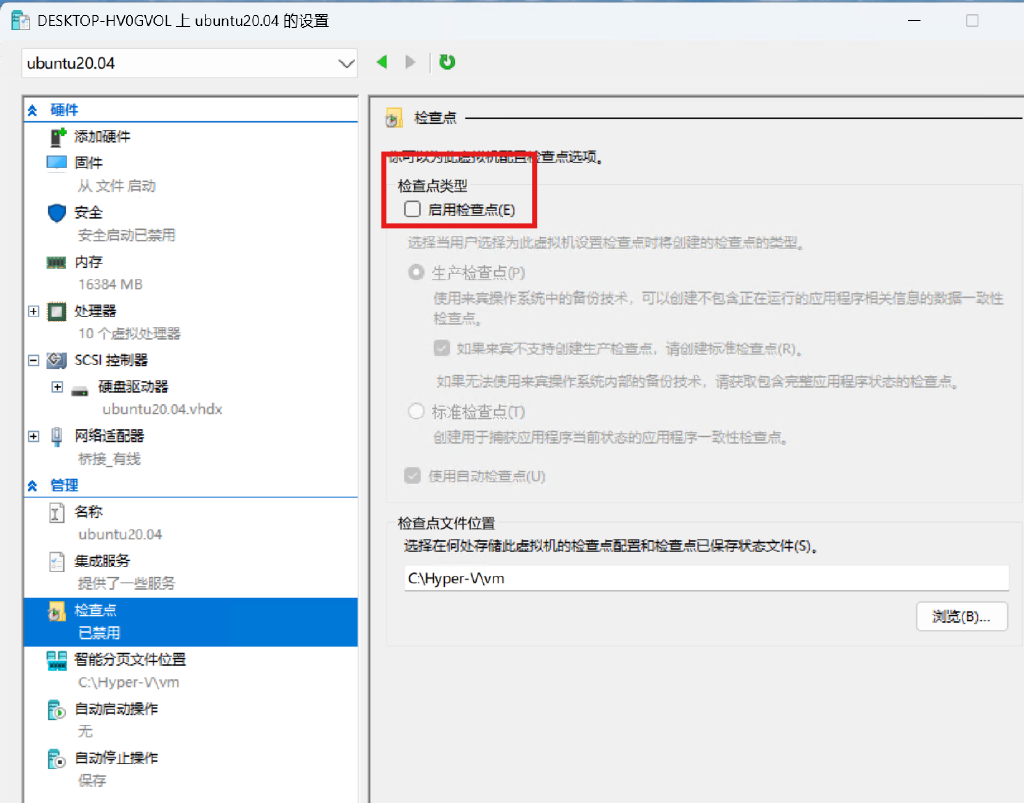 DESKTOP-HV0GVOL 上 ubuntu20.04 的设置
ubuntu20.04
硬件
添加硬件
固件
从 文件 启动
安全
安全启动已禁用
内存
16384 MB
处理器
10 个虚拟处理器
SCSI 控制器
硬盘驱动器
ubuntu20.04.vhdx
网络适配器
桥接_有线
管理
名称
ubuntu20.04
集成服务
提供了一些服务
检查点
已禁用
智能分页文件位置
C:\Hyper-V\vm
自动启动操作
无
自动停止操作
保存
检查点
你可以为此虚拟机配置检查点选项。
检查点类型
启用检查点(E)
选择当用户选择为此虚拟机设置检查点时将创建的检查点的类型。
生产检查点(P)
使用来宾操作系统中的备份技术，可以创建不包含正在运行的应用程序相关信息的数据一致性
检查点。
如果来宾不支持创建生产检查点，请创建标准检查点(R)。
如果无法使用来宾操作系统内部的备份技术，请获取包含完整应用程序状态的检查点。
标准检查点(T)
创建用于捕获应用程序当前状态的应用程序一致性检查点。
使用自动检查点(U)
检查点文件位置
选择在何处存储此虚拟机的检查点配置和检查点已保存状态文件(S)。
C:\Hyper-V\vm
浏览(B)...